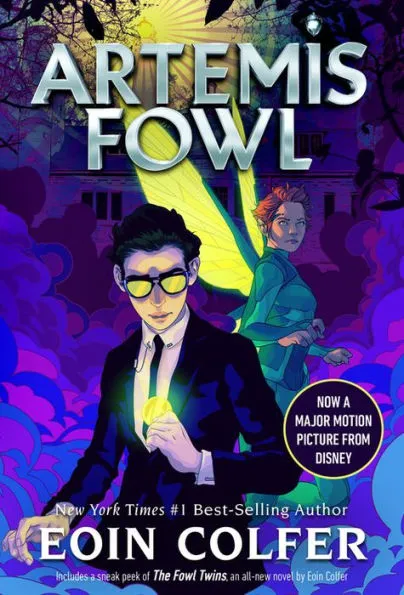 ARTEMIS
FOWL
NOW A
MAJOR MOTION
PICTURE FROM
DISNEY
New York Times #1 Best-Selling Author
EOIN COLFER
Includes a sneak peek of The Fowl Twins, an all-new novel by Eoin Colfer